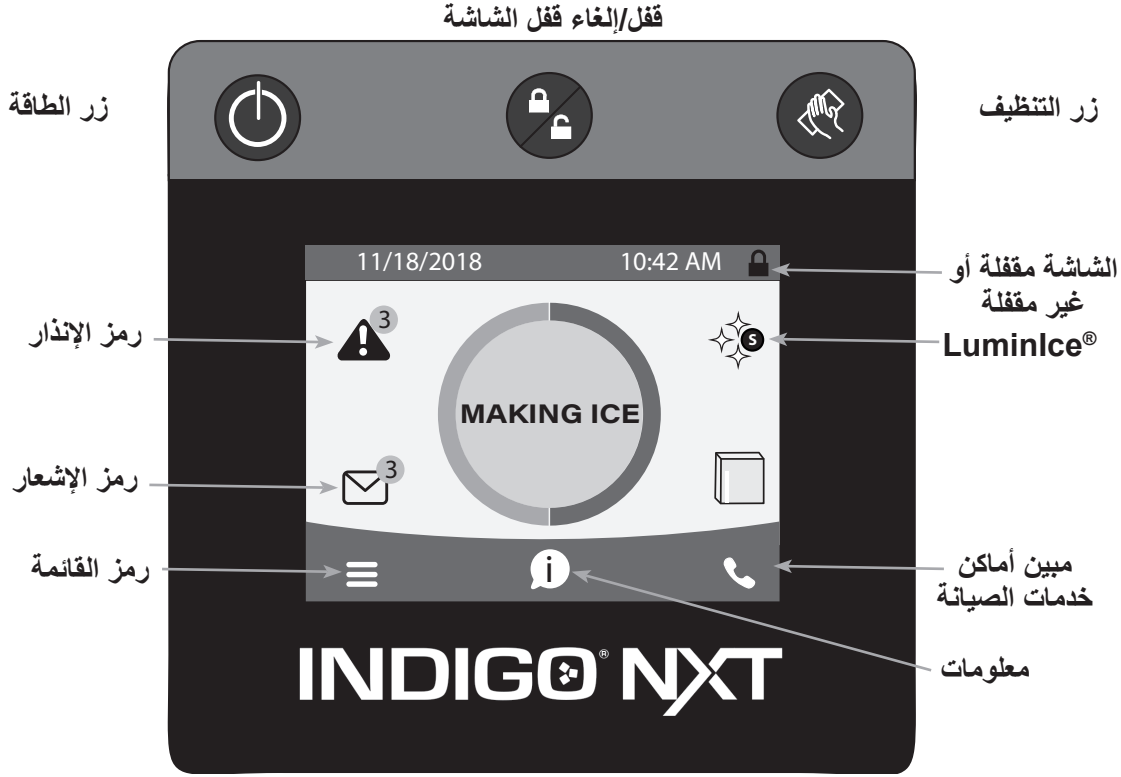 قفل/إلغاء قفل الشاشة
زر الطاقة
زر التنظيف
11/18/2018 10:42 AM
الشاشة مقفلة أو
غير مقفلة
LuminIce®
رمز الإنذار
3
MAKING ICE
S
رمز الإشعار
3
رمز القائمة
i
مبين أماكن
خدمات الصيانة
معلومات
INDIGO® NXT